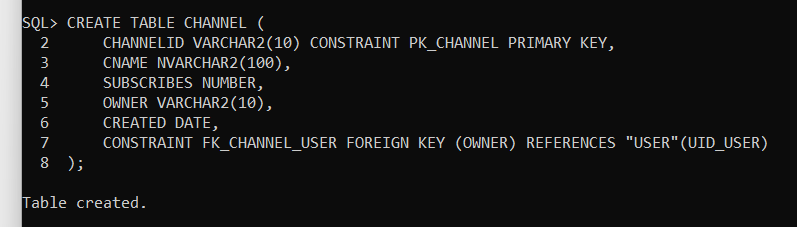 SQL> CREATE TABLE CHANNEL (
  2      CHANNELID VARCHAR2(10) CONSTRAINT PK_CHANNEL PRIMARY KEY,
  3      CNAME NVARCHAR2(100),
  4      SUBSCRIBES NUMBER,
  5      OWNER VARCHAR2(10),
  6      CREATED DATE,
  7      CONSTRAINT FK_CHANNEL_USER FOREIGN KEY (OWNER) REFERENCES "USER"(UID_USER)
  8  );
Table created.